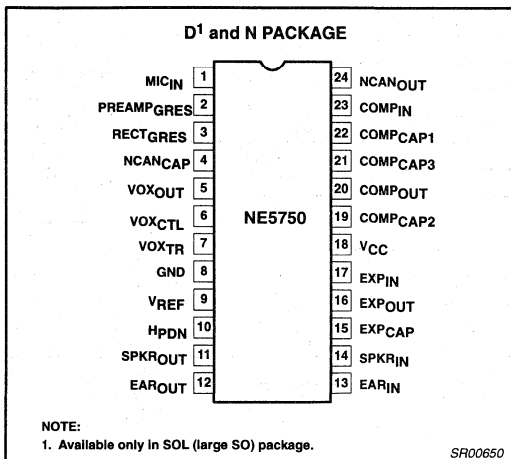 D1 and N PACKAGE
MICIN 1
PREAMPGRES 2
RECTGRES 3
NCANCAP 4
VOXOUT 5
VOXCTL 6
VOXTR 7
GND 8
VREF 9
HPDN 10
SPKROUT 11
EAROUT 12
NE5750
24 NCANOUT
23 COMPIN
22 COMPCAP1
21 COMPCAP3
20 COMPOUT
19 COMPCAP2
18 VCC
17 EXPIN
16 EXPOUT
15 EXPCAP
14 SPKRIN
13 EARIN
NOTE:
1. Available only in SOL (large SO) package.
SR00650